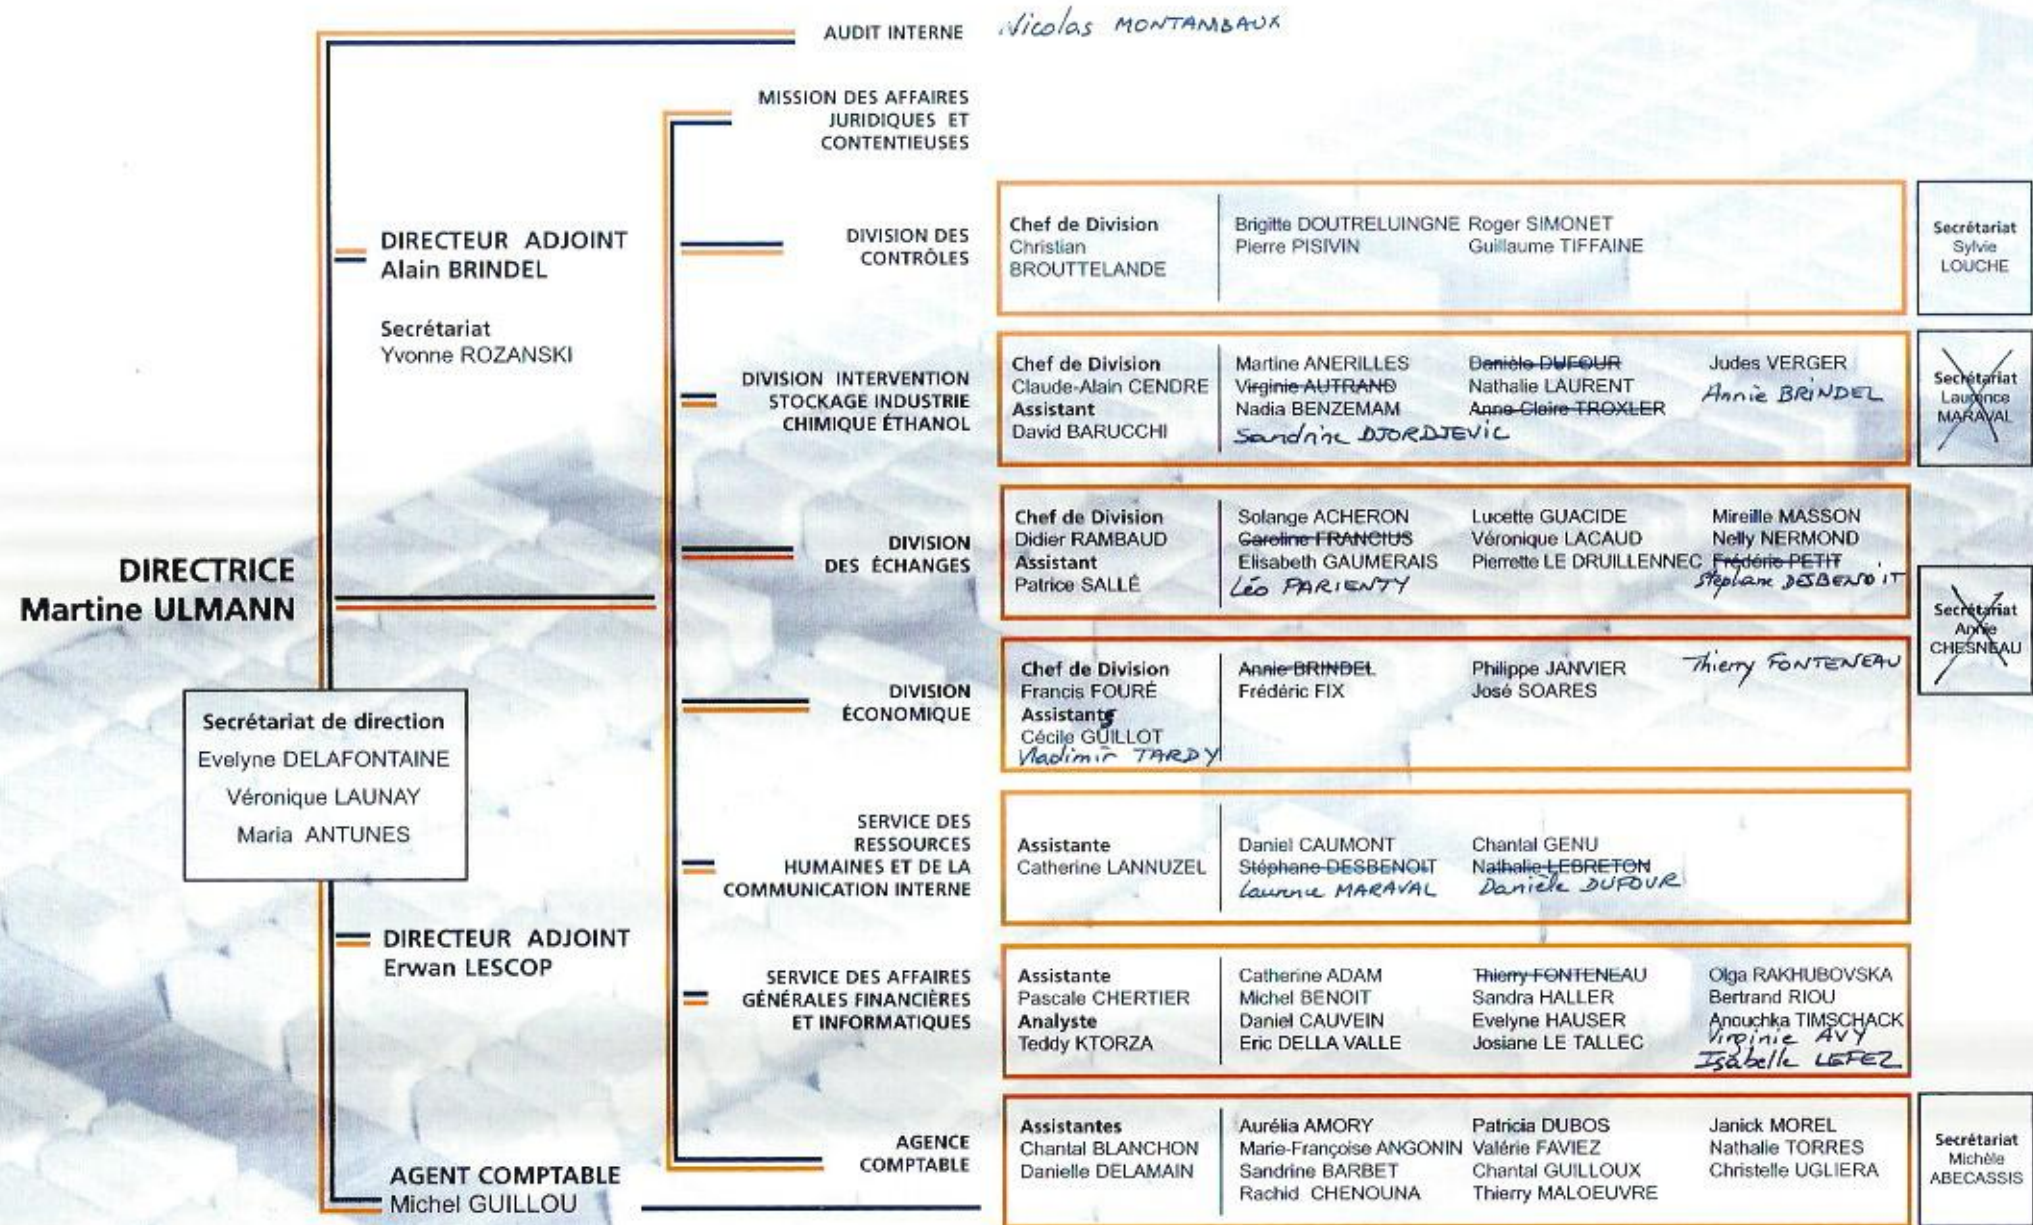 AUDIT INTERNE Nicolas MONTAMBAUX
MISSION DES AFFAIRES
JURIDIQUES ET
CONTENTIEUSES
DIRECTEUR ADJOINT
Alain BRINDEL
Secrétariat
Yvonne ROZANSKI
DIRECTRICE
Martine ULMANN
Secrétariat de direction
Evelyne DELAFONTAINE
Véronique LAUNAY
Maria ANTUNES
DIRECTEUR ADJOINT
Erwan LESCOP
AGENT COMPTABLE
Michel GUILLOU
DIVISION DES
CONTRÔLES
Chef de Division
Christian
BROUTTELANDE
Brigitte DOUTRELUINGNE Roger SIMONET
Pierre PISIVIN Guillaume TIFFAINE
Secrétariat
Sylvie
LOUCHE
DIVISION INTERVENTION
STOCKAGE INDUSTRIE
CHIMIQUE ÉTHANOL
Chef de Division
Claude-Alain CENDRE
Assistant
David BARUCCHI
Martine ANERILLES Danièle DUFOUR Judes VERGER
Virginie AUTRAND Nathalie LAURENT Annie BRINDEL
Nadia BENZEMAM Anne-Claire TROXLER
Sandrine DJORDJEVIC
Secrétariat
Laurence
MARAVAL
DIVISION
DES ÉCHANGES
Chef de Division
Didier RAMBAUD
Assistant
Patrice SALLÉ
Solange ACHERON Lucette GUACIDE Mireille MASSON
Caroline FRANCIUS Véronique LACAUD Nelly NERMOND
Elisabeth GAUMERAIS Pierrette LE DRUILLENNEC Frédéric PETIT
Léo PARIENTY Stéphane DESBENOIT
Secrétariat
Annie
CHESNEAU
DIVISION
ÉCONOMIQUE
Chef de Division
Francis FOURÉ
Assistants
Cécile GUILLOT
Vladimir TARDY
Annie BRINDEL Philippe JANVIER Thierry FONTENEAU
Frédéric FIX José SOARES
SERVICE DES
RESSOURCES
HUMAINES ET DE LA
COMMUNICATION INTERNE
Assistante
Catherine LANNUZEL
Daniel CAUMONT Chantal GENU
Stéphane DESBENOIT Nathalie LEBRETON
Laurence MARAVAL Danièle DUFOUR
SERVICE DES AFFAIRES
GÉNÉRALES FINANCIÈRES
ET INFORMATIQUES
Assistante
Pascale CHERTIER
Analyste
Teddy KTORZA
Catherine ADAM Thierry FONTENEAU Olga RAKHUBOVSKA
Michel BENOIT Sandra HALLER Bertrand RIOU
Daniel CAUVEIN Evelyne HAUSER Anouchka TIMSCHACK
Eric DELLA VALLE Josiane LE TALLEC Virginie AVY
Isabelle LEFEZ
AGENCE
COMPTABLE
Assistantes
Chantal BLANCHON
Danielle DELAMAIN
Aurélia AMORY Patricia DUBOS Janick MOREL
Marie-Françoise ANGONIN Valérie FAVIEZ Nathalie TORRES
Sandrine BARBET Chantal GUILLOUX Christelle UGLIERA
Rachid CHENOUNA Thierry MALOEUVRE
Secrétariat
Michèle
ABECASSIS